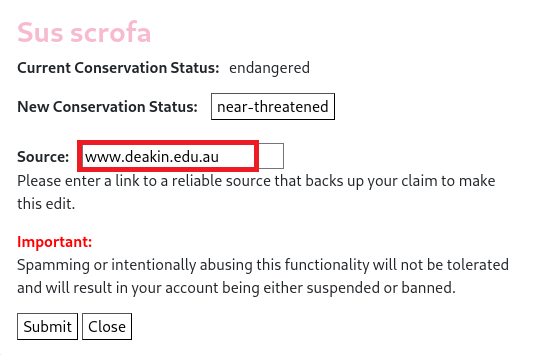 Sus scrofa
Current Conservation Status: endangered
New Conservation Status: near-threatened
Source: www.deakin.edu.au
Please enter a link to a reliable source that backs up your claim to make
this edit.
Important:
Spamming or intentionally abusing this functionality will not be tolerated
and will result in your account being either suspended or banned.
Submit Close